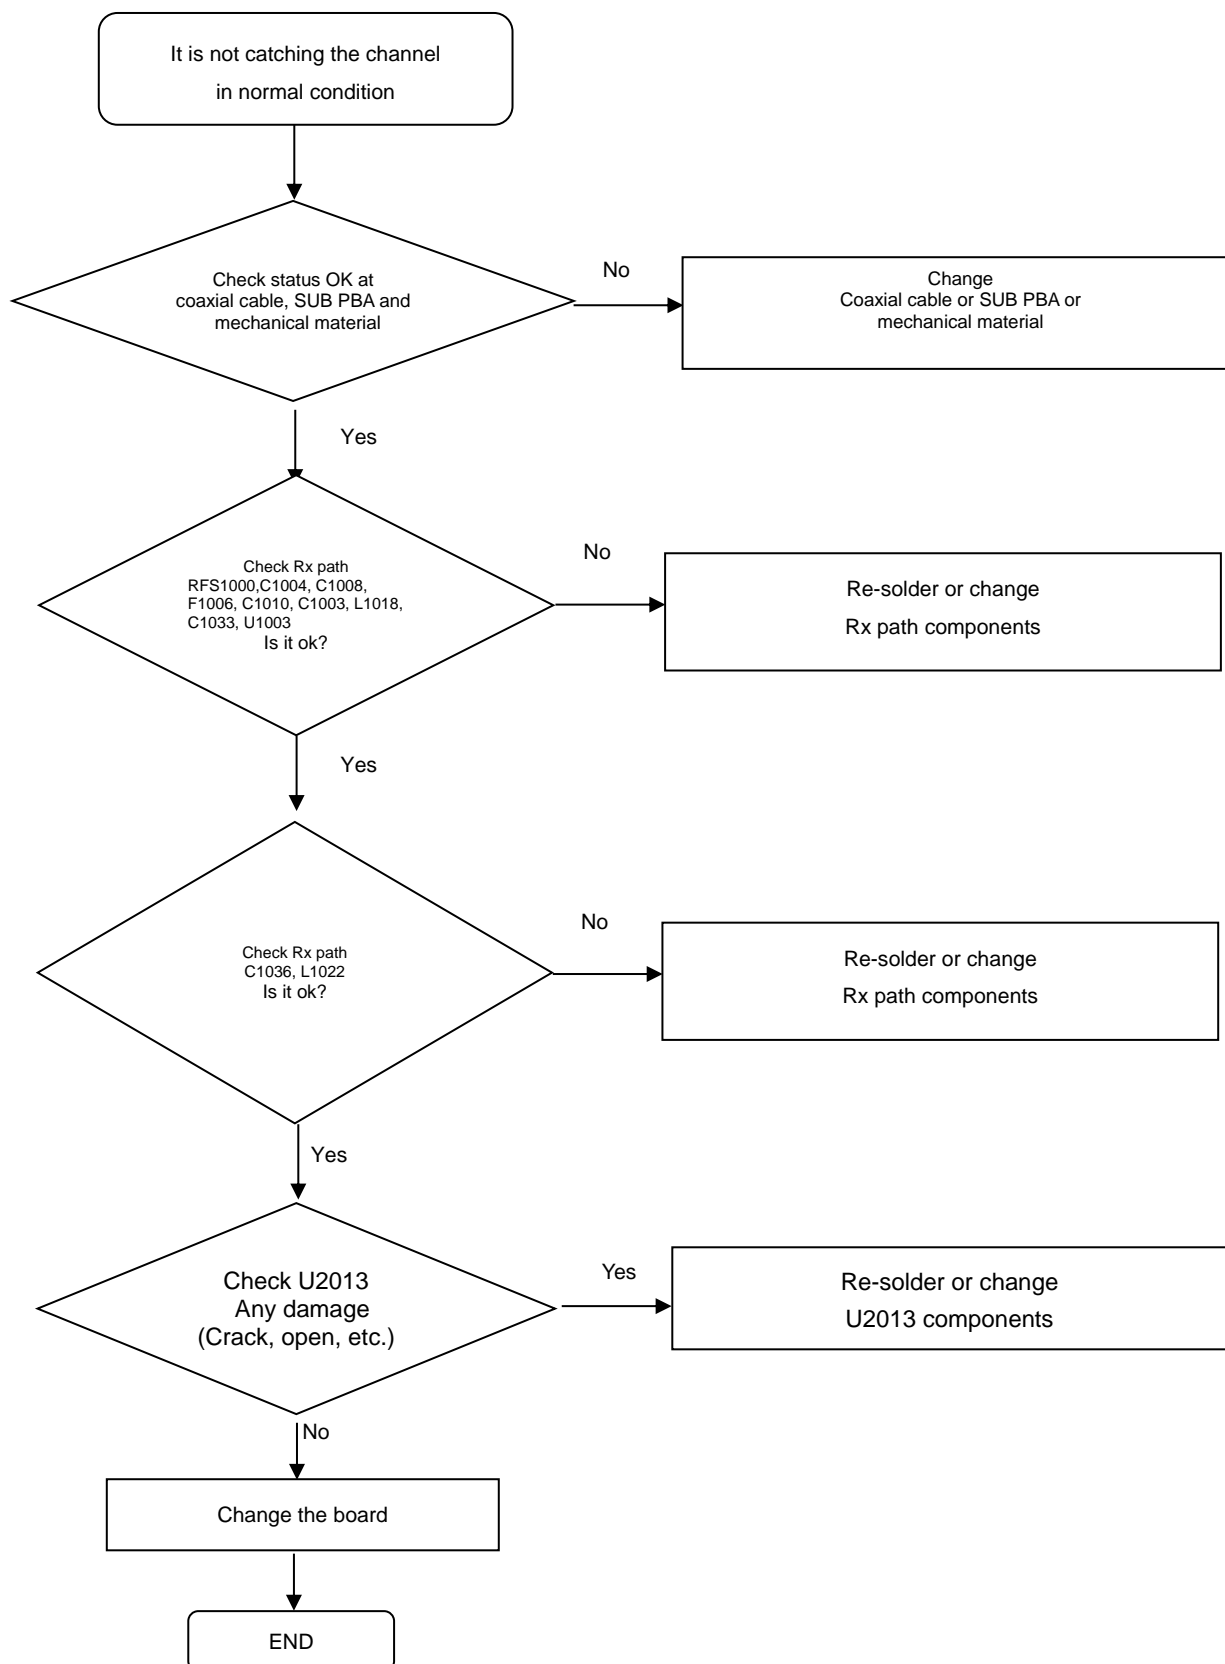 It is not catching the channel
in normal condition
Check status OK at
coaxial cable, SUB PBA and
mechanical material
No
Change
Coaxial cable or SUB PBA or
mechanical material
Yes
Check Rx path
RFS1000,C1004, C1008,
F1006, C1010, C1003, L1018,
C1033, U1003
Is it ok?
No
Re-solder or change
Rx path components
Yes
Check Rx path
C1036, L1022
Is it ok?
No
Re-solder or change
Rx path components
Yes
Check U2013
Any damage
(Crack, open, etc.)
Yes
Re-solder or change
U2013 components
No
Change the board
END